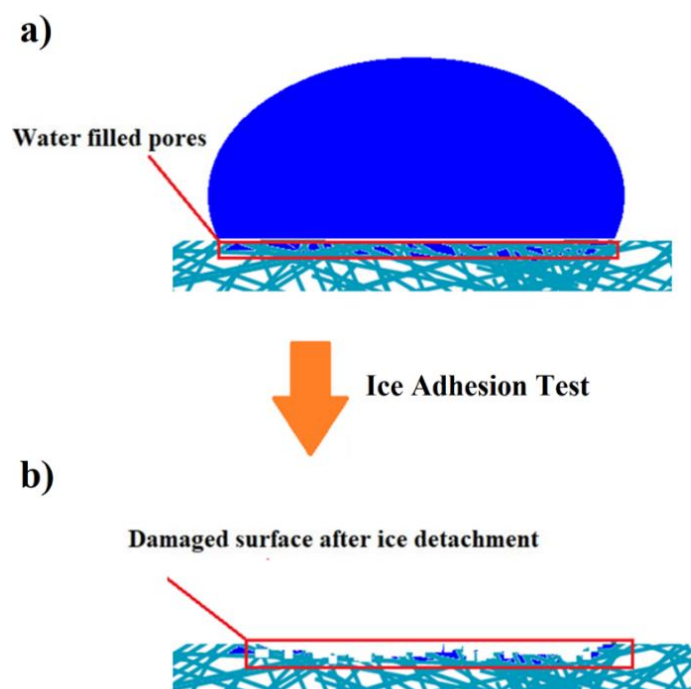 a)
Water filled pores
Ice Adhesion Test
b)
Damaged surface after ice detachment